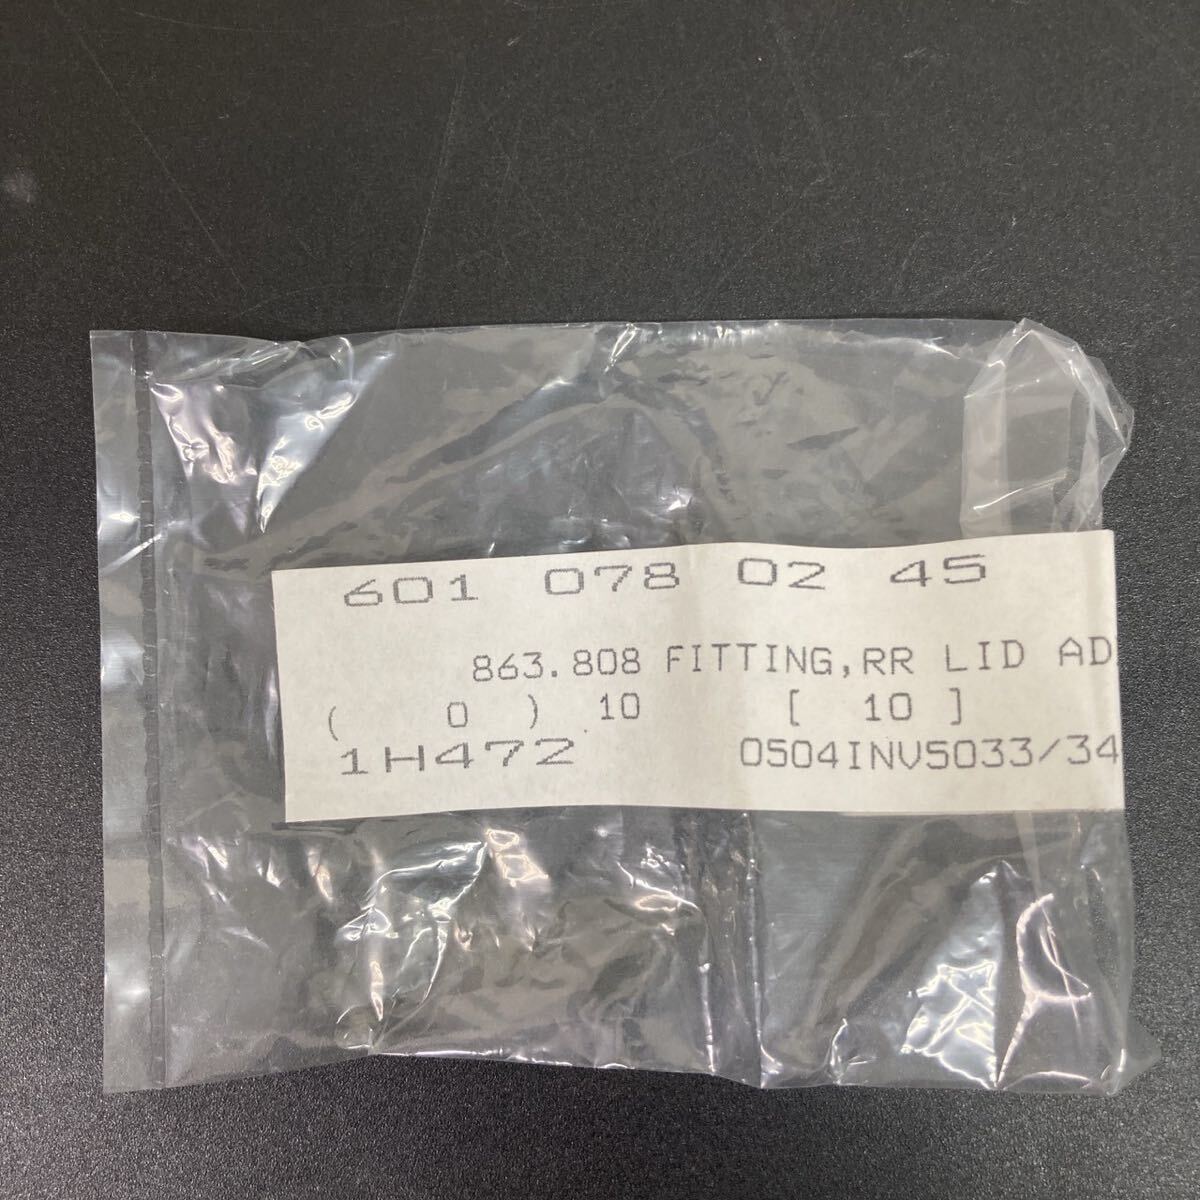 601 078 02 45
863.808 FITTING,RR LID AD
( 0 ) 10 [ 10 ]
1H472 0504INV5033/34